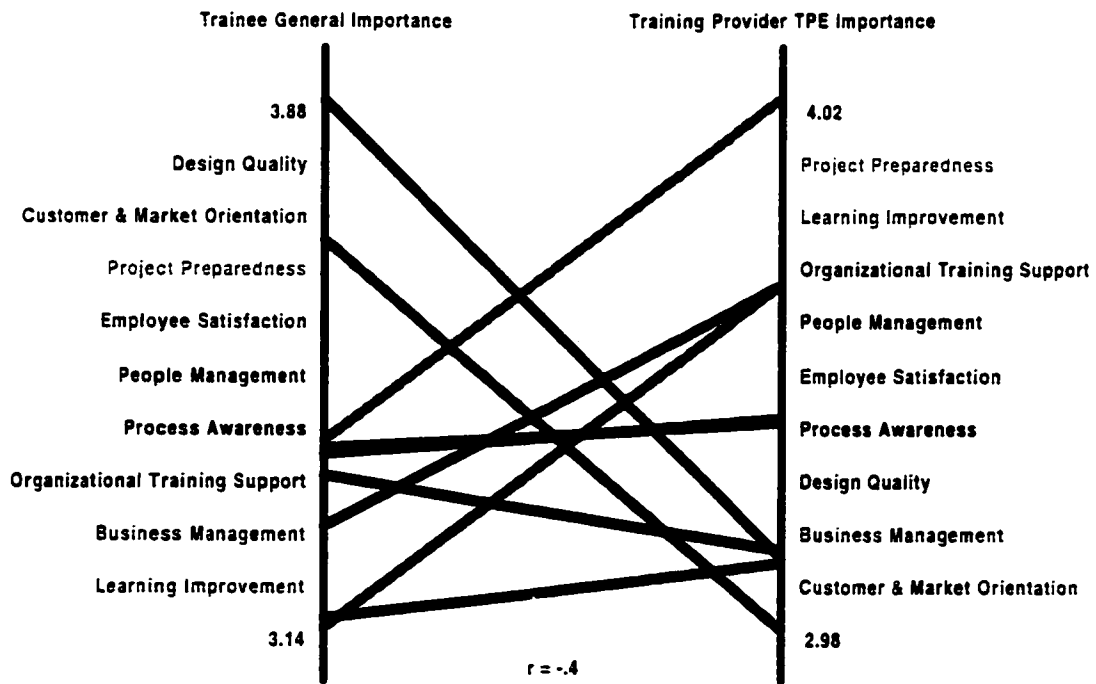 Trainee General Importance
Training Provider TPE Importance
3.88
Design Quality
Customer & Market Orientation
Project Preparedness
Employee Satisfaction
People Management
Process Awareness
Organizational Training Support
Business Management
Learning Improvement
3.14
4.02
Project Preparedness
Learning Improvement
Organizational Training Support
People Management
Employee Satisfaction
Process Awareness
Design Quality
Business Management
Customer & Market Orientation
2.98
r = -.4